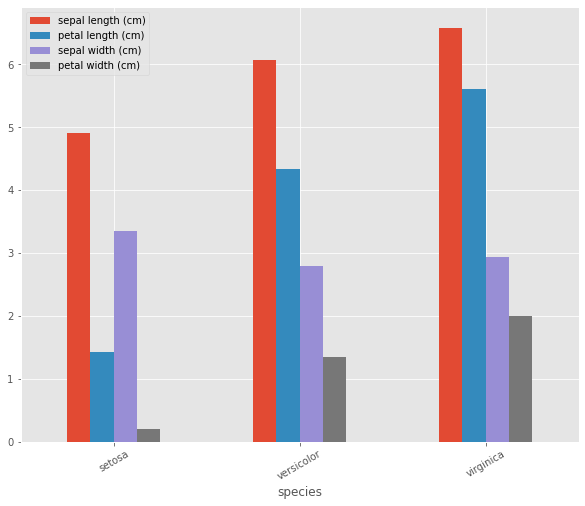 sepal length (cm)
petal length (cm)
sepal width (cm)
petal width (cm)
6
5
4
3
2
1
0
setosa
versicolor
virginica
species